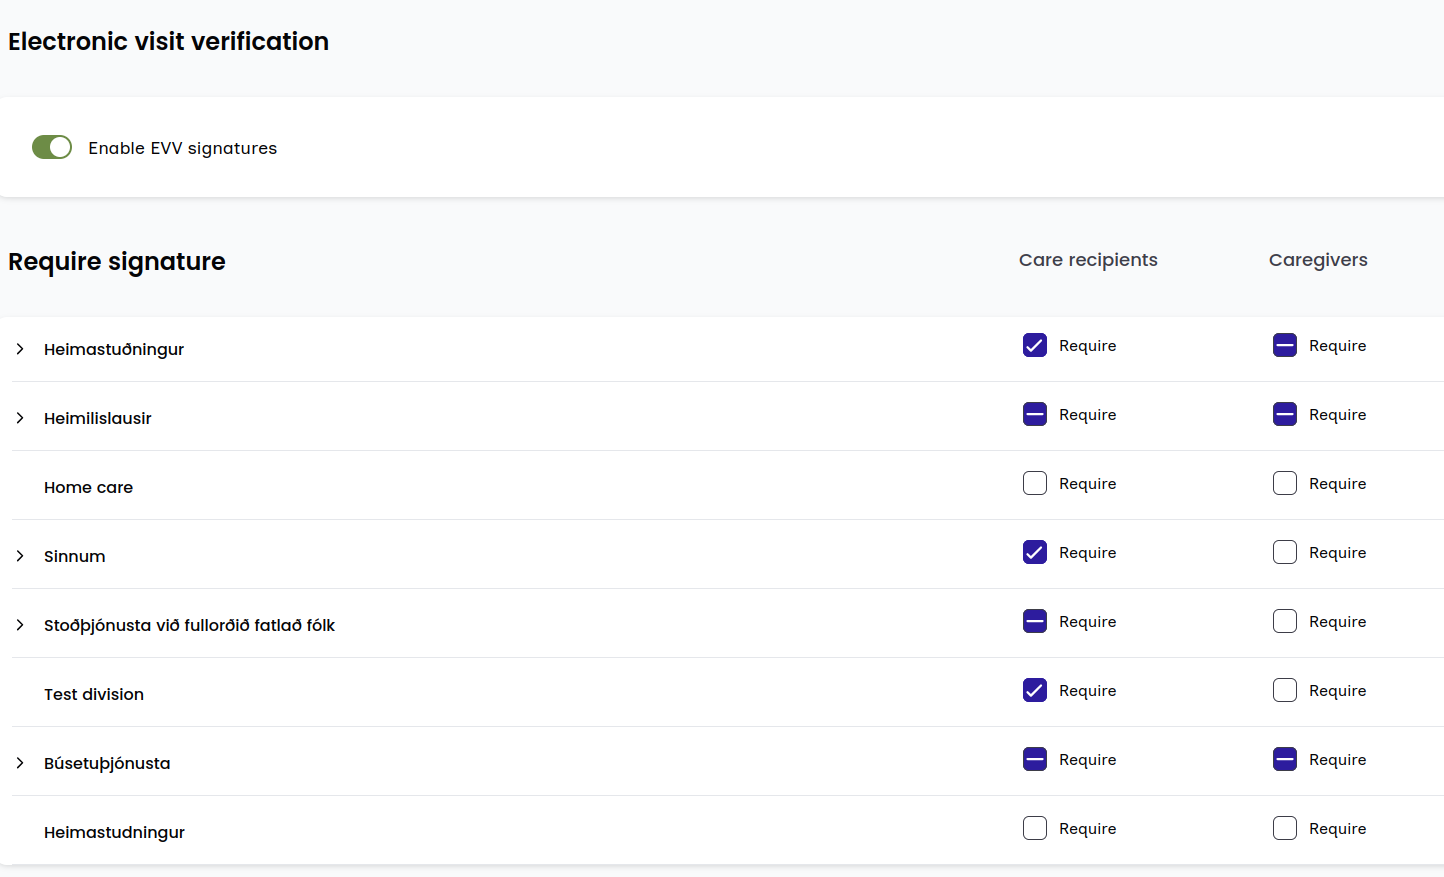 Electronic visit verification
Enable EVV signatures
Require signature Care recipients Caregivers
Heimastuðningur Require Require
Heimilislausir Require Require
Home care Require Require
Sinnum Require Require
Stoðþjónusta við fullorðið fatlað fólk Require Require
Test division Require Require
Búsetuþjónusta Require Require
Heimastudningur Require Require